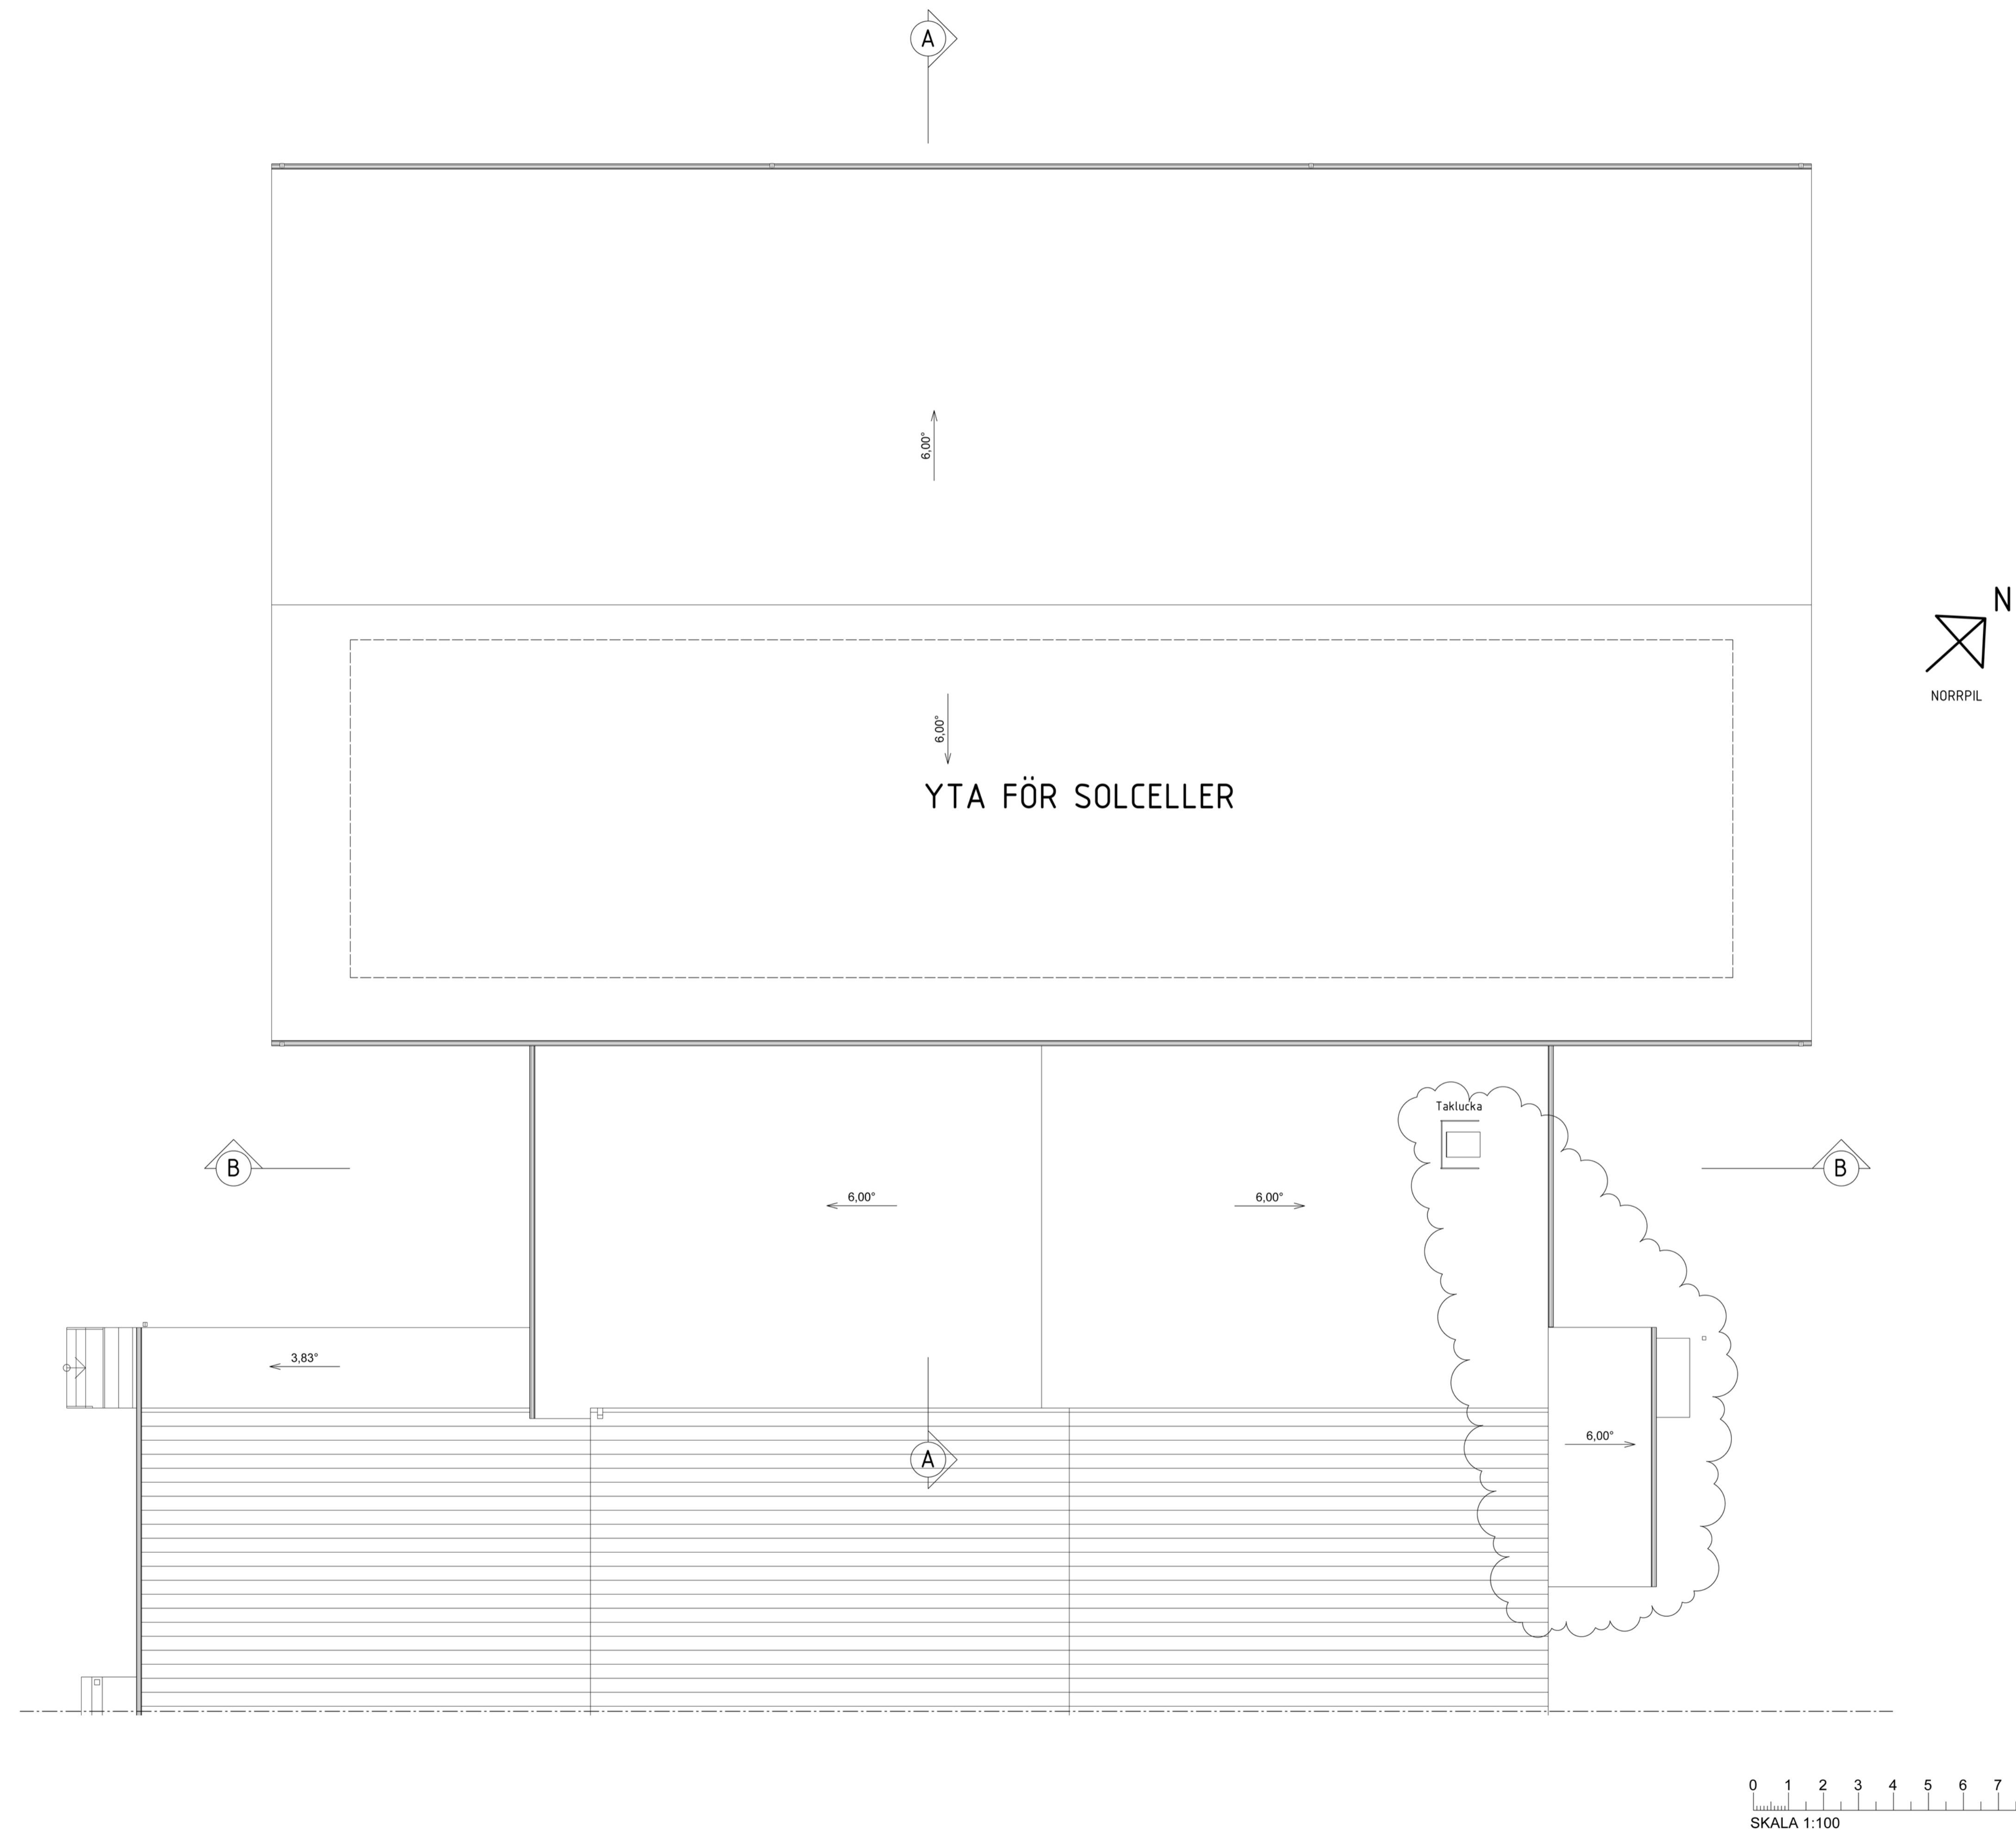 A
6,00°
N
NORRPIL
6,00°
YTA FÖR SOLCELLER
Taklucka
B
B
6,00°
6,00°
3,83°
6,00°
A
0 1 2 3 4 5 6 7
SKALA 1:100